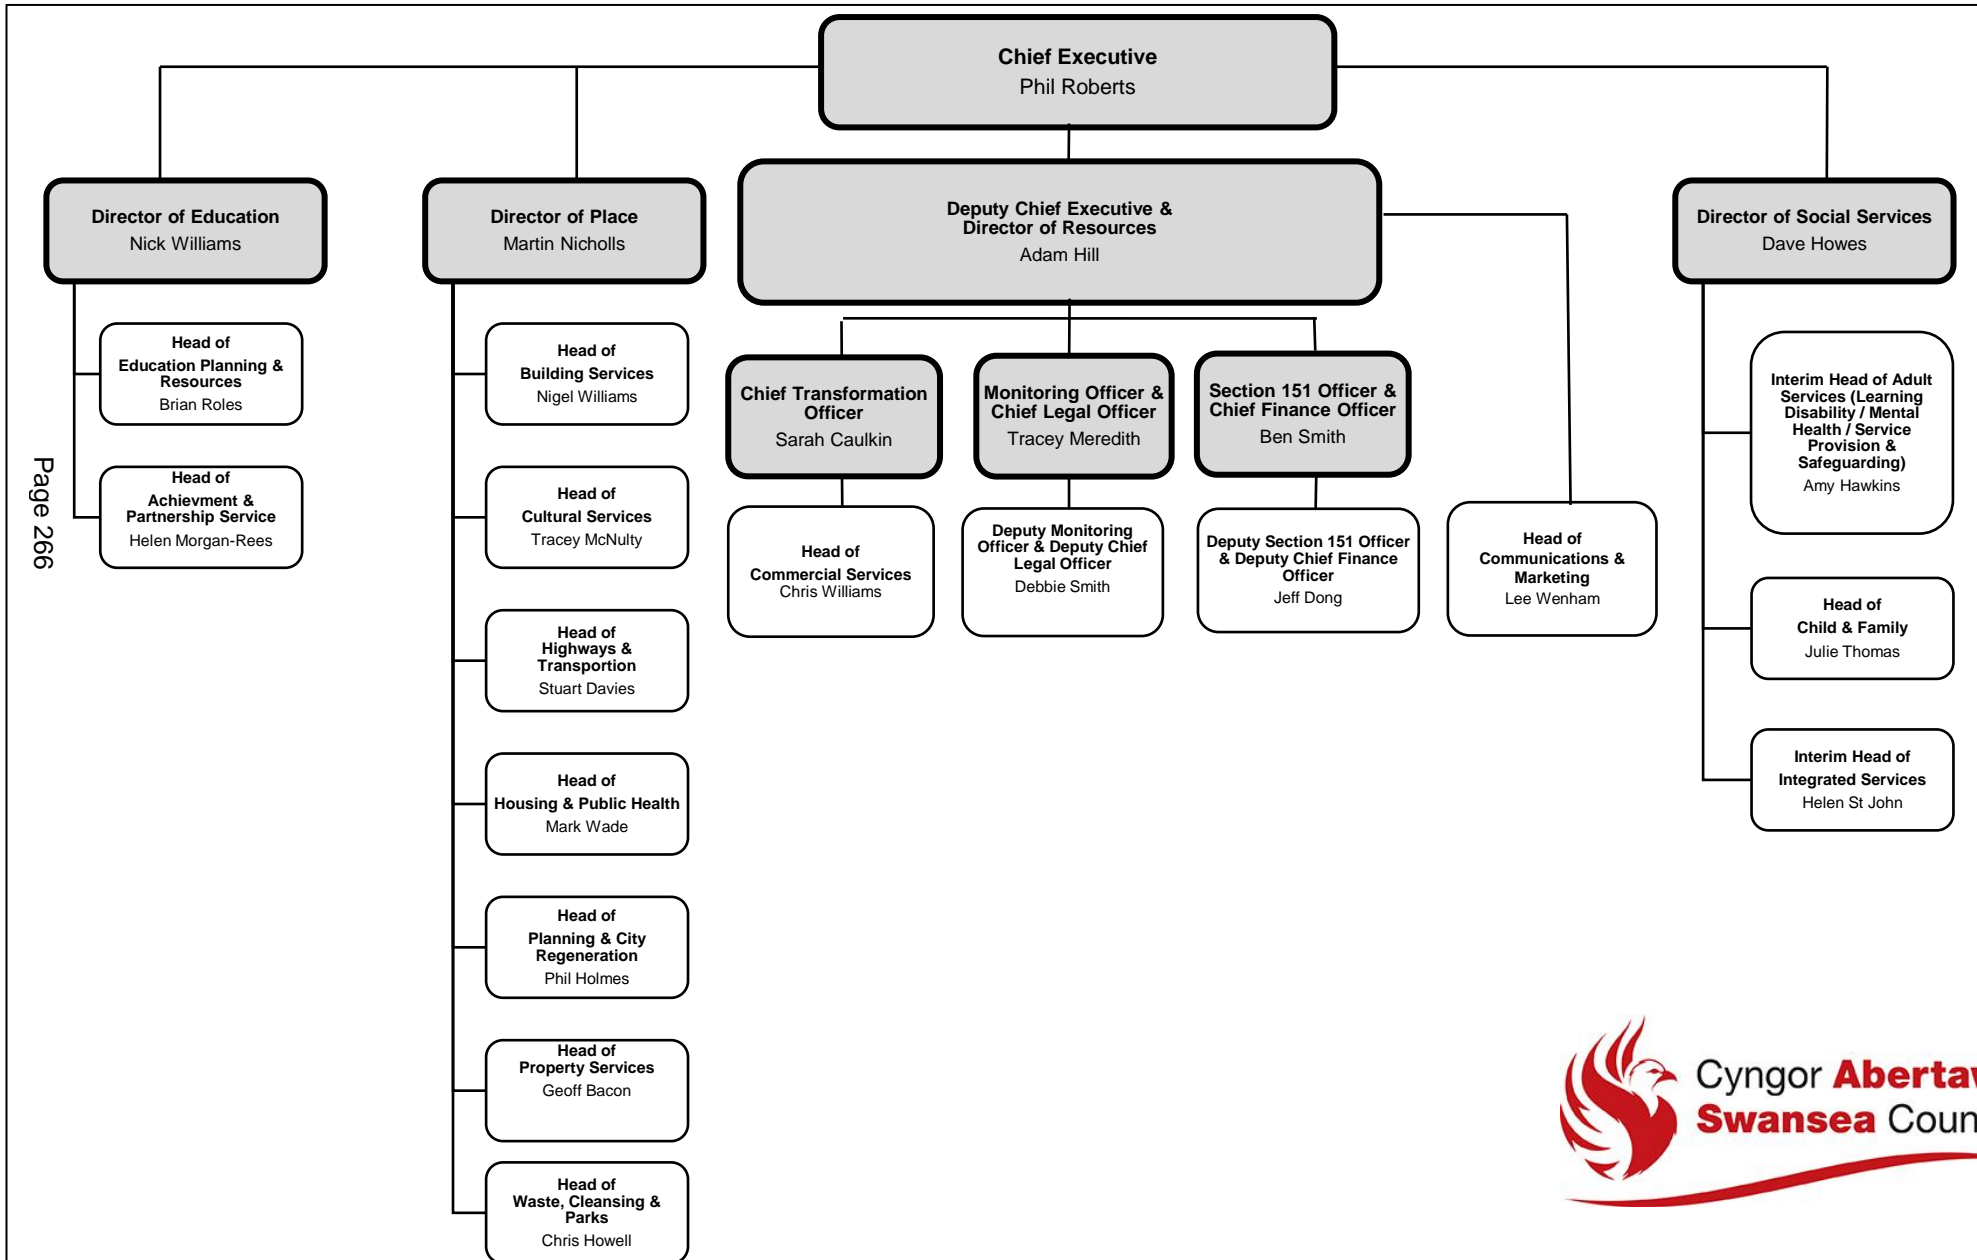 Chief Executive
Phil Roberts
Director of Education
Nick Williams
Director of Place
Martin Nicholls
Deputy Chief Executive &
Director of Resources
Adam Hill
Director of Social Services
Dave Howes
Head of
Education Planning &
Resources
Brian Roles
Head of
Achievment &
Partnership Service
Helen Morgan-Rees
Head of
Building Services
Nigel Williams
Head of
Cultural Services
Tracey McNulty
Head of
Highways &
Transportion
Stuart Davies
Head of
Housing & Public Health
Mark Wade
Head of
Planning & City
Regeneration
Phil Holmes
Head of
Property Services
Geoff Bacon
Head of
Waste, Cleansing &
Parks
Chris Howell
Chief Transformation
Officer
Sarah Caulkin
Monitoring Officer &
Chief Legal Officer
Tracey Meredith
Section 151 Officer &
Chief Finance Officer
Ben Smith
Head of
Commercial Services
Chris Williams
Deputy Monitoring
Officer & Deputy Chief
Legal Officer
Debbie Smith
Deputy Section 151 Officer
& Deputy Chief Finance
Officer
Jeff Dong
Head of
Communications &
Marketing
Lee Wenham
Interim Head of Adult
Services (Learning
Disability / Mental
Health / Service
Provision &
Safeguarding)
Amy Hawkins
Head of
Child & Family
Julie Thomas
Interim Head of
Integrated Services
Helen St John
Page 266
Cyngor
Swansea